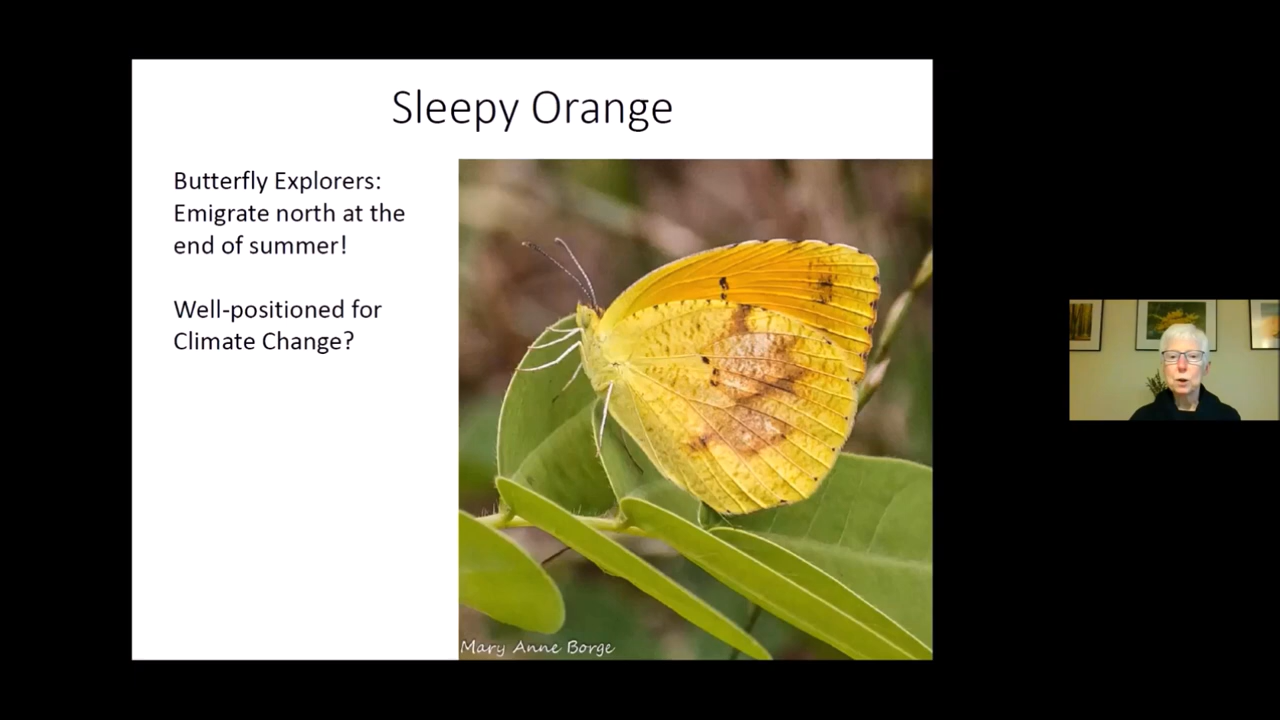 Sleepy Orange
Butterfly Explorers:
Emigrate north at the
end of summer!
Well-positioned for
Climate Change?
Mary Anne Borge